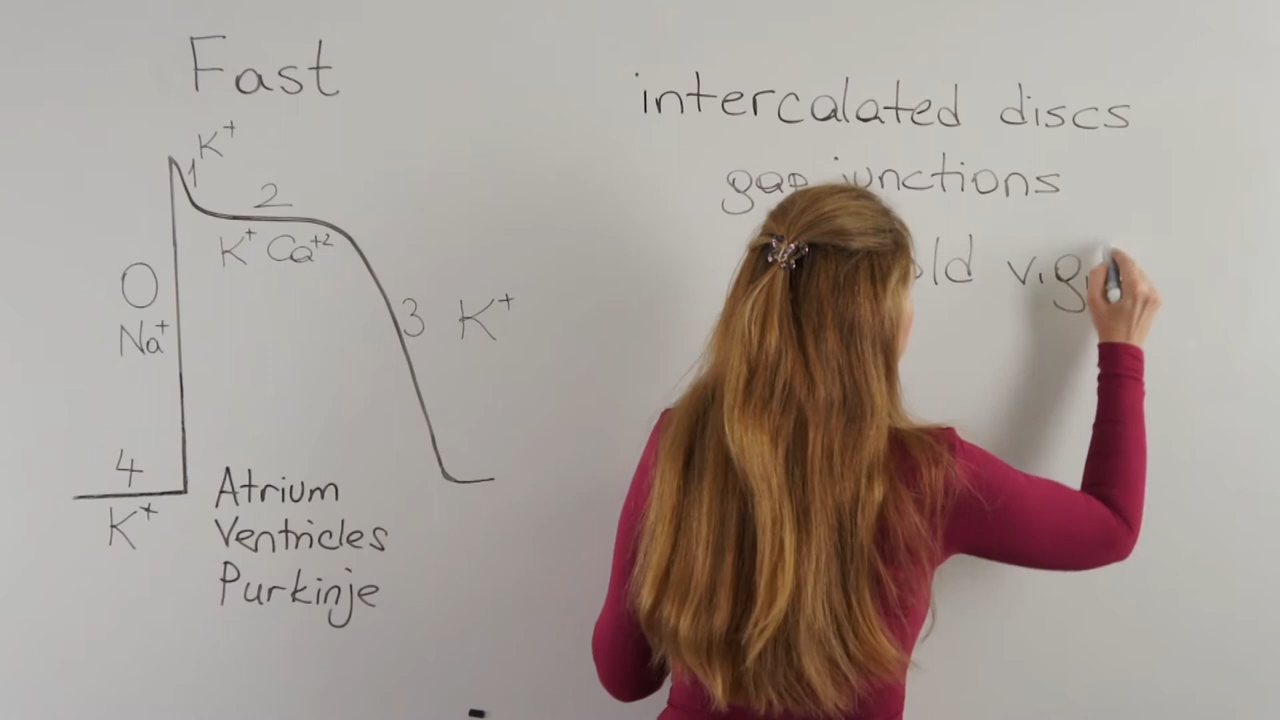 Fast
K+
1
2
K+ Ca+2
0
Na+
3 K+
4
K+
Atrium
Ventricles
Purkinje
intercalated discs
gap junctions